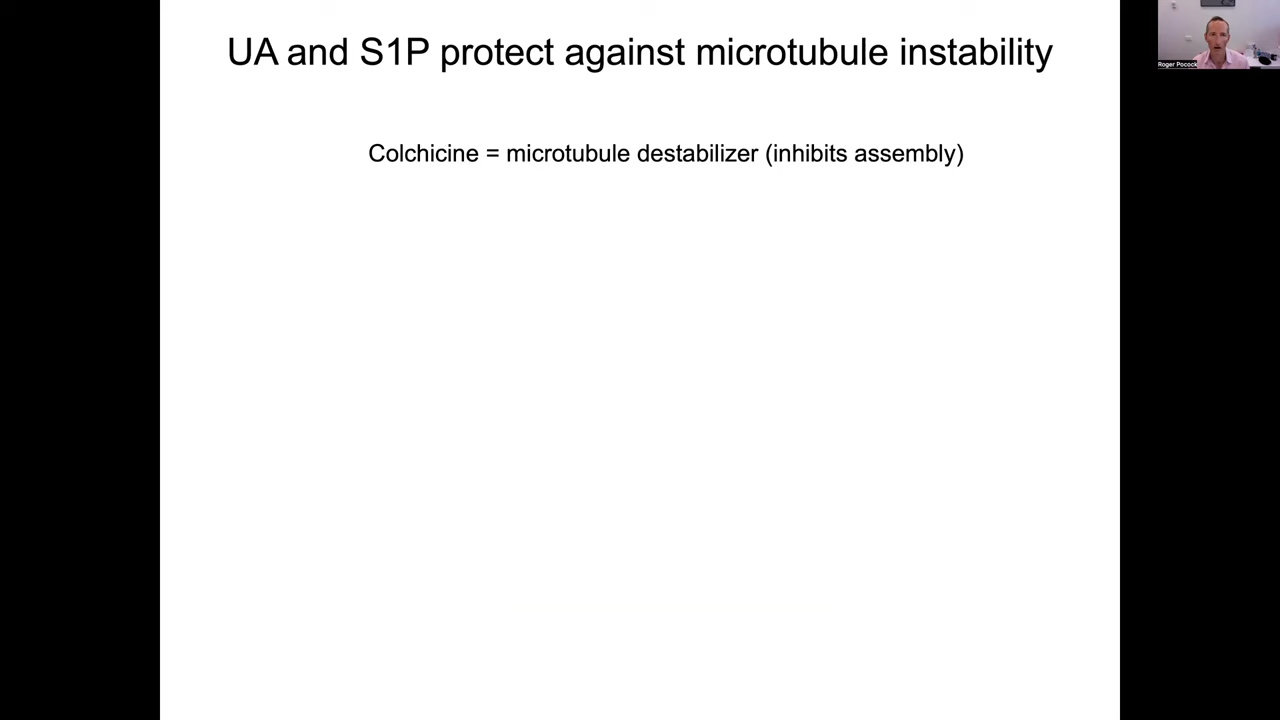 UA and S1P protect against microtubule instability
Roger Pocock
Colchicine = microtubule destabilizer (inhibits assembly)